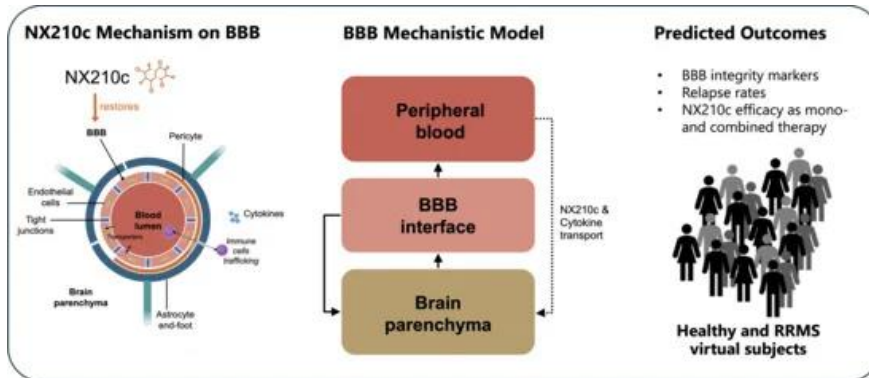 NX210c Mechanism on BBB
NX210c
restores
BBB
Pericyte
Endothelial
cells
Tight
junctions
Blood
lumen
Transporters
Cytokines
Immune
cells
trafficking
Brain
parenchyma
Astrocyte
end-foot
BBB Mechanistic Model
Peripheral
blood
BBB
interface
Brain
parenchyma
NX210c &
Cytokine
transport
Predicted Outcomes
• BBB integrity markers
• Relapse rates
• NX210c efficacy as mono-
and combined therapy
Healthy and RRMS
virtual subjects